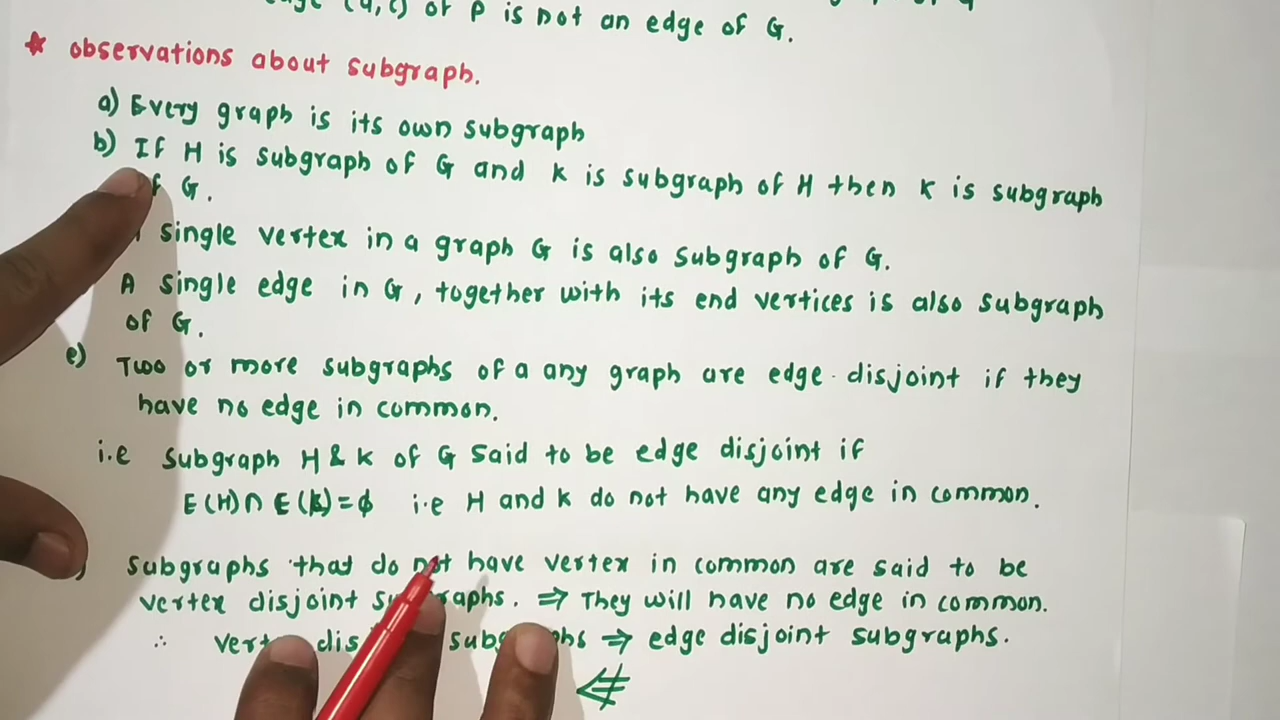 (a,c) of P is not an edge of G.
* observations about subgraph.
a) Every graph is its own subgraph
b) If H is subgraph of G and K is subgraph of H then K is subgraph
of G.
single vertex in a graph G is also subgraph of G.
A single edge in G, together with its end vertices is also subgraph
of G.
e) Two or more subgraphs of a any graph are edge-disjoint if they
have no edge in common.
i.e subgraph H & K of G said to be edge disjoint if
E(H)∩ E(K)=ϕ i.e H and K do not have any edge in common.
Subgraphs that do not have vertex in common are said to be
vertex disjoint subgraphs. ⇒ They will have no edge in common.
∴ vertex disjoint subgraphs ⇒ edge disjoint subgraphs.
⇍